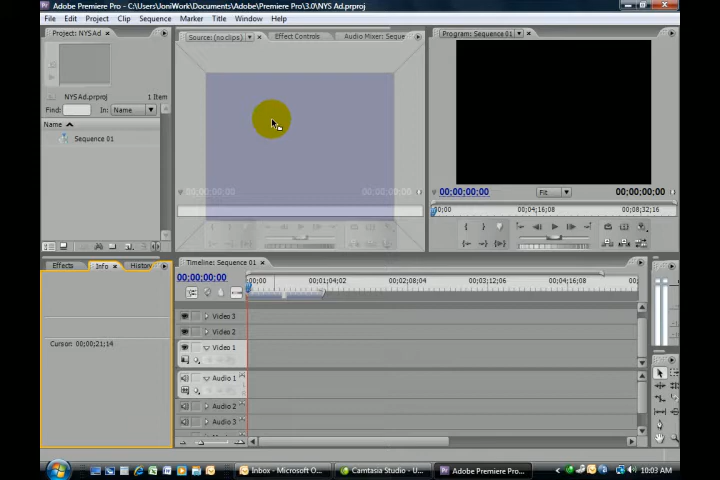 Adobe Premiere Pro - C:\Users\JoniWork\Documents\Adobe\Premiere Pro\3.0\NYS Ad.prproj
File Edit Project Clip Sequence Marker Title Window Help
Project: NYS Ad
Source: (no clips)
Effect Controls
Audio Mixer: Seque
Program: Sequence 01
NYS Ad.prproj 1 Item
Find: In: Name
Name
Sequence 01
00;00;00;00
00;00;00;00
00;00;00;00 Fit 00;00;00;00
00;00 00;04;16;08 00;08;32;16
Effects Info History
Cursor: 00;00;21;14
Timeline: Sequence 01
00;00;00;00
00;00 00;01;04;02 00;02;08;04 00;03;12;06 00;04;16;08 00;
Video 3
Video 2
Video 1
Audio 1
Audio 2
Audio 3
Inbox - Microsoft O...
Camtasia Studio - U...
Adobe Premiere Pro...
10:03 AM